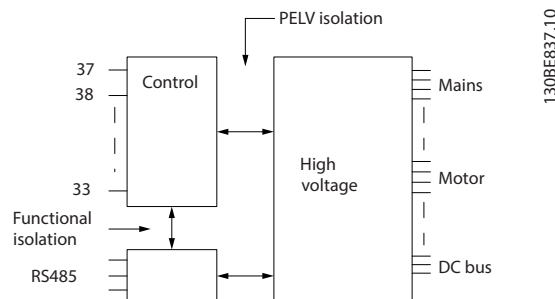 PELV isolation
130BE837.10
37
Control
Mains
38
High
voltage
Motor
33
Functional
isolation
RS485
DC bus